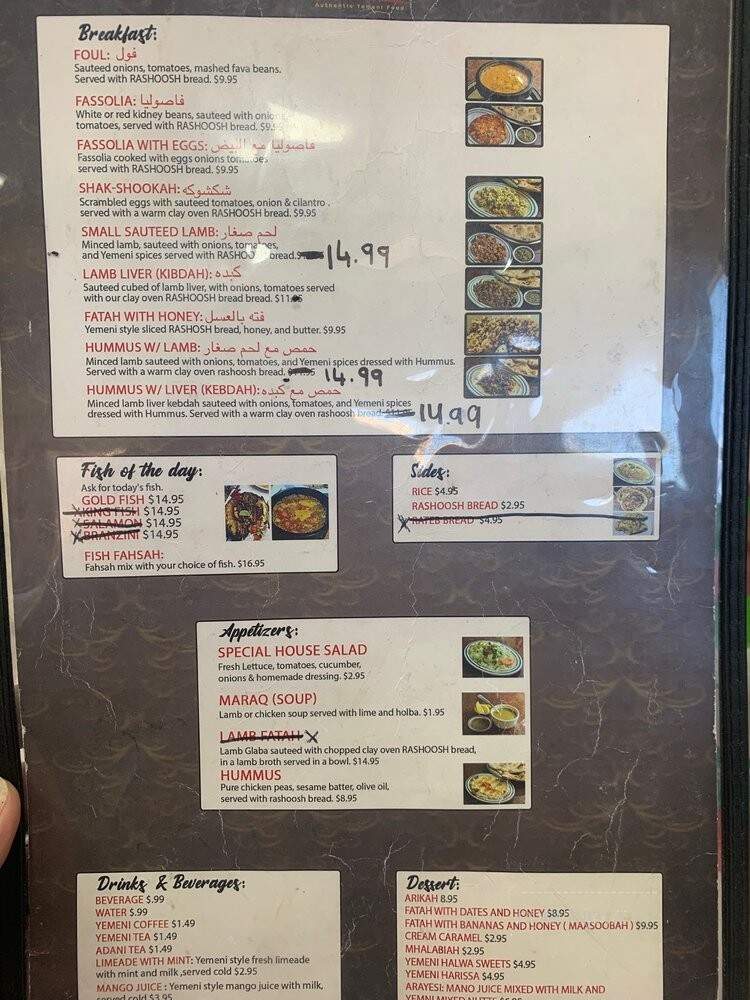 Authentic Yemeni Food
Breakfast:
FOUL: فول
Sauteed onions, tomatoes, mashed fava beans.
Served with RASHOOSH bread. $9.95
FASSOLIA: فاصوليا
White or red kidney beans, sauteed with onions,
tomatoes, served with RASHOOSH bread. $9.95
FASSOLIA WITH EGGS: فاصوليا مع البيض
Fassolia cooked with eggs onions tomatoes
served with RASHOOSH bread. $9.95
SHAK-SHOOKAH: شكشوكه
Scrambled eggs with sauteed tomatoes, onion & cilantro .
served with a warm clay oven RASHOOSH bread. $9.95
SMALL SAUTEED LAMB: لحم صغار
Minced lamb, sauteed with onions, tomatoes,
and Yemeni spices served with RASHOO bread. 14.99
LAMB LIVER (KIBDAH): كبده
Sauteed cubed of lamb liver, with onions, tomatoes served
with our clay oven RASHOOSH bread bread. $11.
FATAH WITH HONEY: فته بالعسل
Yemeni style sliced RASHOSH bread, honey, and butter. $9.95
HUMMUS W/ LAMB: حمص مع لحم صغار
Minced lamb sauteed with onions, tomatoes, and Yemeni spices dressed with Hummus.
Served with a warm clay oven rashoosh bread. 14.99
HUMMUS W/ LIVER (KEBDAH): حمص مع كبده
Minced lamb liver kebdah sauteed with onions, tomatoes, and Yemeni spices
dressed with Hummus. Served with a warm clay oven rashoosh bread 14.99
Fish of the day:
Ask for today's fish.
GOLD FISH $14.95
X KING FISH $14.95
X SALAMON $14.95
X BRANZINI $14.95
FISH FAHSAH:
Fahsah mix with your choice of fish. $16.95
Sides:
RICE $4.95
RASHOOSH BREAD $2.95
X RATEB BREAD $4.95
Appetizers:
SPECIAL HOUSE SALAD
Fresh Lettuce, tomatoes, cucumber,
onions & homemade dressing. $2.95
MARAQ (SOUP)
Lamb or chicken soup served with lime and holba. $1.95
LAMB FATAH X
Lamb Glaba sauteed with chopped clay oven RASHOOSH bread,
in a lamb broth served in a bowl. $14.95
HUMMUS
Pure chicken peas, sesame batter, olive oil,
served with rashoosh bread. $8.95
Drinks & Beverages:
BEVERAGE $.99
WATER $.99
YEMENI COFFEE $1.49
YEMENI TEA $1.49
ADANI TEA $1.49
LIMEADE WITH MINT: Yemeni style fresh limeade
with mint and milk ,served cold $2.95
MANGO JUICE : Yemeni style mango juice with milk,
served cold $3.95
Dessert:
ARIKAH 8.95
FATAH WITH DATES AND HONEY $8.95
FATAH WITH BANANAS AND HONEY ( MAASOOBAH ) $9.95
CREAM CARAMEL $2.95
MHALABIAH $2.95
YEMENI HALWA SWEETS $4.95
YEMENI HARISSA $4.95
ARAYESI: MANO JUICE MIXED WITH MILK AND
YEMNI MIXED NUTTS